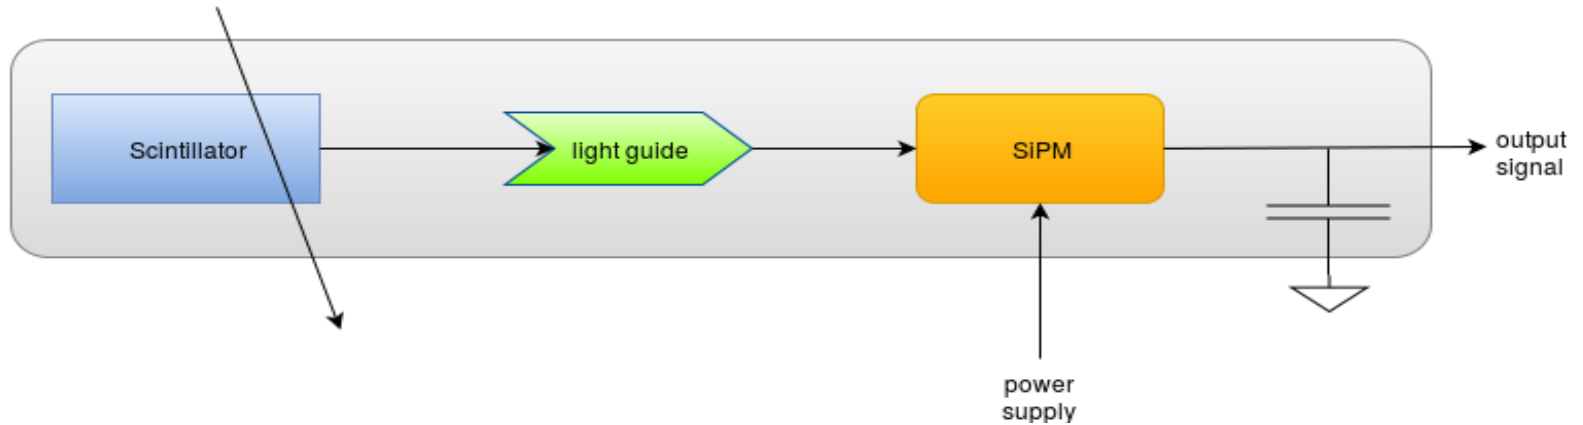 Scintillator
light guide
SiPM
output
signal
power
supply